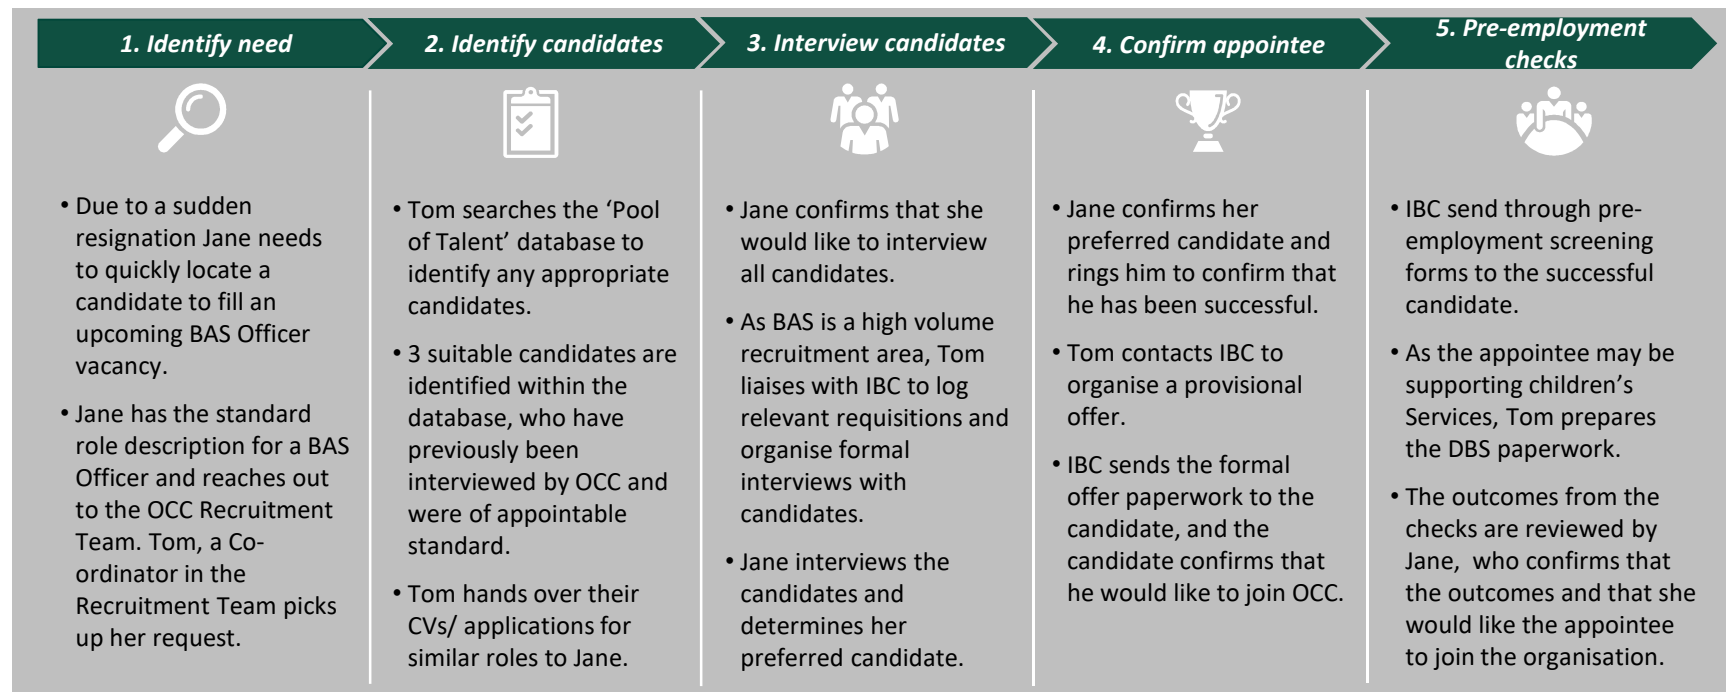 1. Identify need
2. Identify candidates
3. Interview candidates
4. Confirm appointee
5. Pre-employment
checks
• Due to a sudden
resignation Jane needs
to quickly locate a
candidate to fill an
upcoming BAS Officer
vacancy.
• Jane has the standard
role description for a BAS
Officer and reaches out
to the OCC Recruitment
Team. Tom, a Co-
ordinator in the
Recruitment Team picks
up her request.
• Tom searches the ‘Pool
of Talent’ database to
identify any appropriate
candidates.
• 3 suitable candidates are
identified within the
database, who have
previously been
interviewed by OCC and
were of appointable
standard.
• Tom hands over their
CVs/ applications for
similar roles to Jane.
• Jane confirms that she
would like to interview
all candidates.
• As BAS is a high volume
recruitment area, Tom
liaises with IBC to log
relevant requisitions and
organise formal
interviews with
candidates.
• Jane interviews the
candidates and
determines her
preferred candidate.
• Jane confirms her
preferred candidate and
rings him to confirm that
he has been successful.
• Tom contacts IBC to
organise a provisional
offer.
• IBC sends the formal
offer paperwork to the
candidate, and the
candidate confirms that
he would like to join OCC.
• IBC send through pre-
employment screening
forms to the successful
candidate.
• As the appointee may be
supporting children’s
Services, Tom prepares
the DBS paperwork.
• The outcomes from the
checks are reviewed by
Jane,  who confirms that
the outcomes and that she
would like the appointee
to join the organisation.